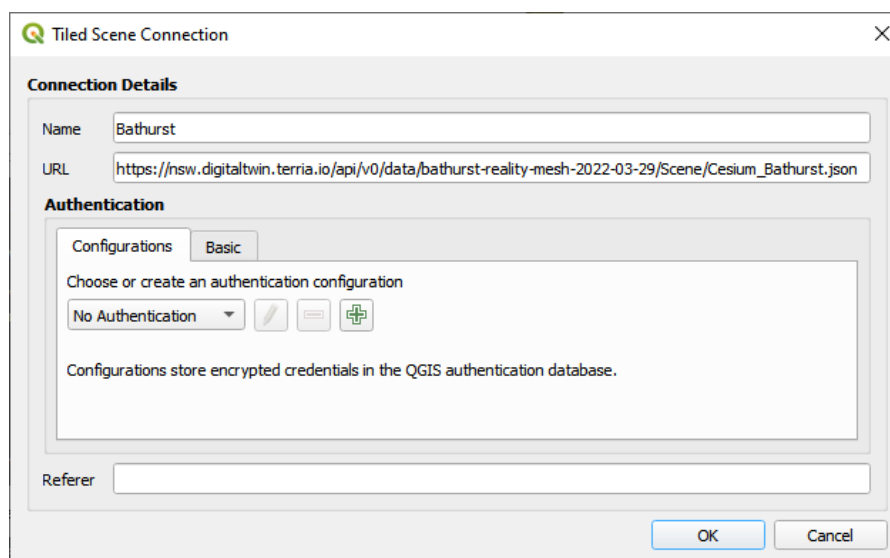 Tiled Scene Connection
Connection Details
Name Bathurst
URL https://nsw.digitaltwin.terria.io/api/v0/data/bathurst-reality-mesh-2022-03-29/Scene/Cesium_Bathurst.json
Authentication
Configurations Basic
Choose or create an authentication configuration
No Authentication
Configurations store encrypted credentials in the QGIS authentication database.
Referer
OK Cancel